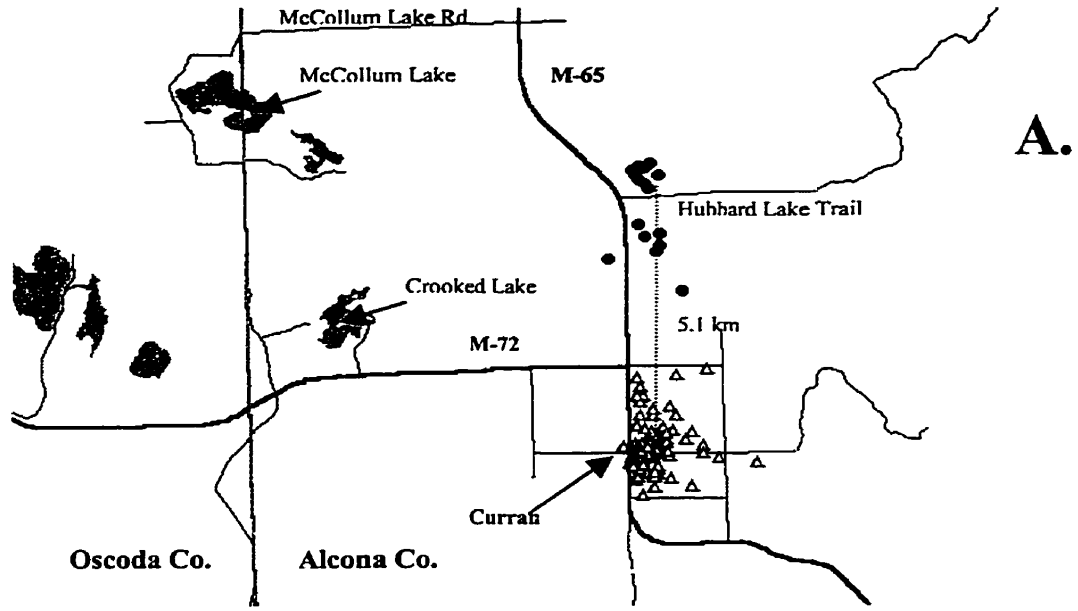 McCollum Lake Rd
McCollum Lake
M-65
A.
Hubbard Lake Trail
Crooked Lake
5.1 km
M-72
Curran
Oscoda Co.
Alcona Co.